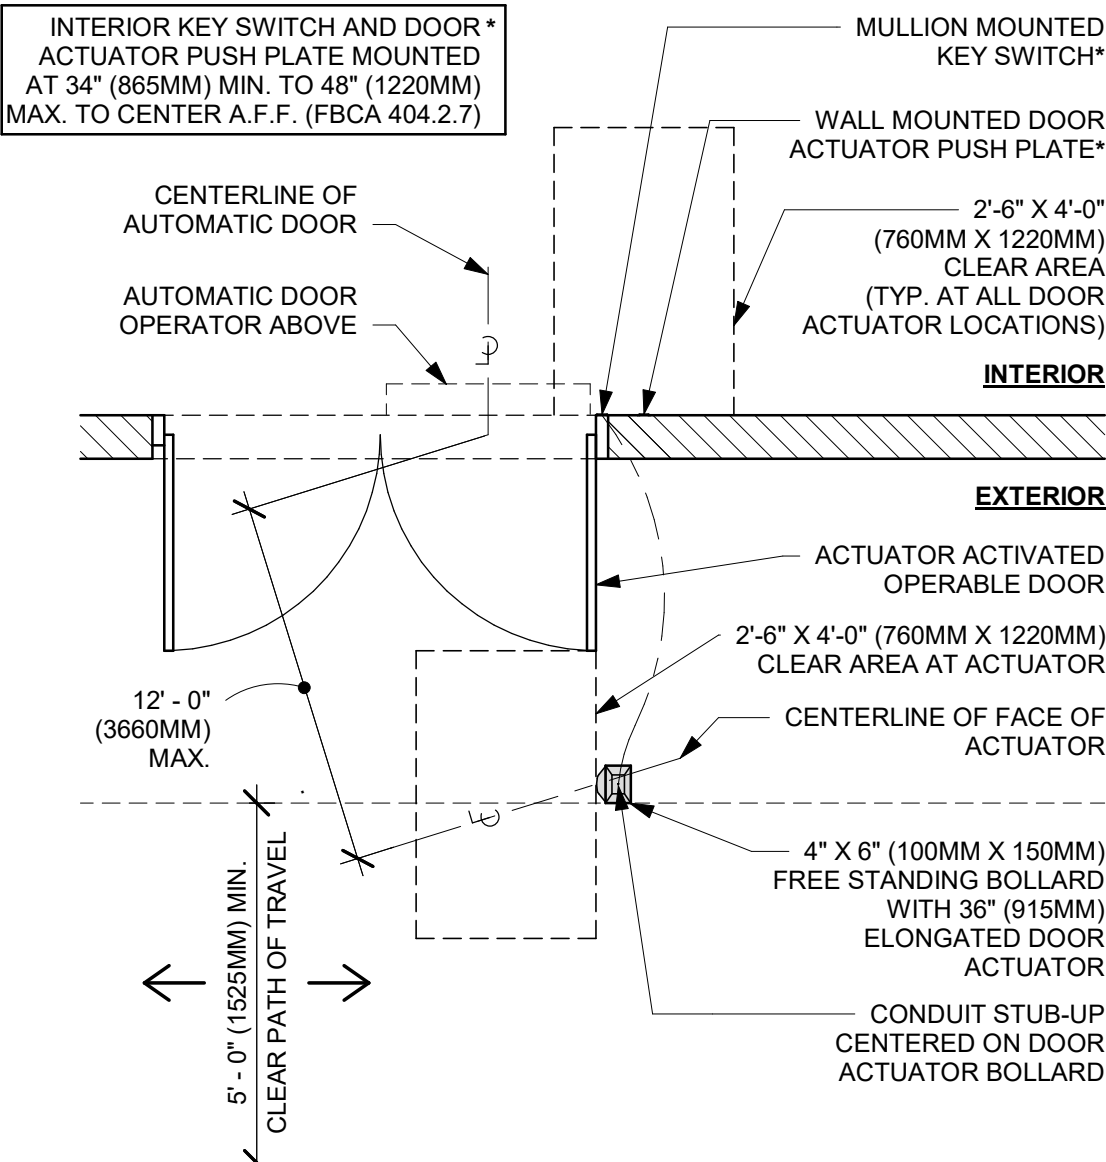 INTERIOR KEY SWITCH AND DOOR *
ACTUATOR PUSH PLATE MOUNTED
AT 34" (865MM) MIN. TO 48" (1220MM)
MAX. TO CENTER A.F.F. (FBCA 404.2.7)
MULLION MOUNTED
KEY SWITCH*
WALL MOUNTED DOOR
ACTUATOR PUSH PLATE*
CENTERLINE OF
AUTOMATIC DOOR
2'-6" X 4'-0"
(760MM X 1220MM)
CLEAR AREA
(TYP. AT ALL DOOR
ACTUATOR LOCATIONS)
AUTOMATIC DOOR
OPERATOR ABOVE
CL
INTERIOR
EXTERIOR
ACTUATOR ACTIVATED
OPERABLE DOOR
2'-6" X 4'-0" (760MM X 1220MM)
CLEAR AREA AT ACTUATOR
12' - 0"
(3660MM)
MAX.
CENTERLINE OF FACE OF
ACTUATOR
CL
4" X 6" (100MM X 150MM)
FREE STANDING BOLLARD
WITH 36" (915MM)
ELONGATED DOOR
ACTUATOR
5' - 0" (1525MM) MIN.
CLEAR PATH OF TRAVEL
CONDUIT STUB-UP
CENTERED ON DOOR
ACTUATOR BOLLARD